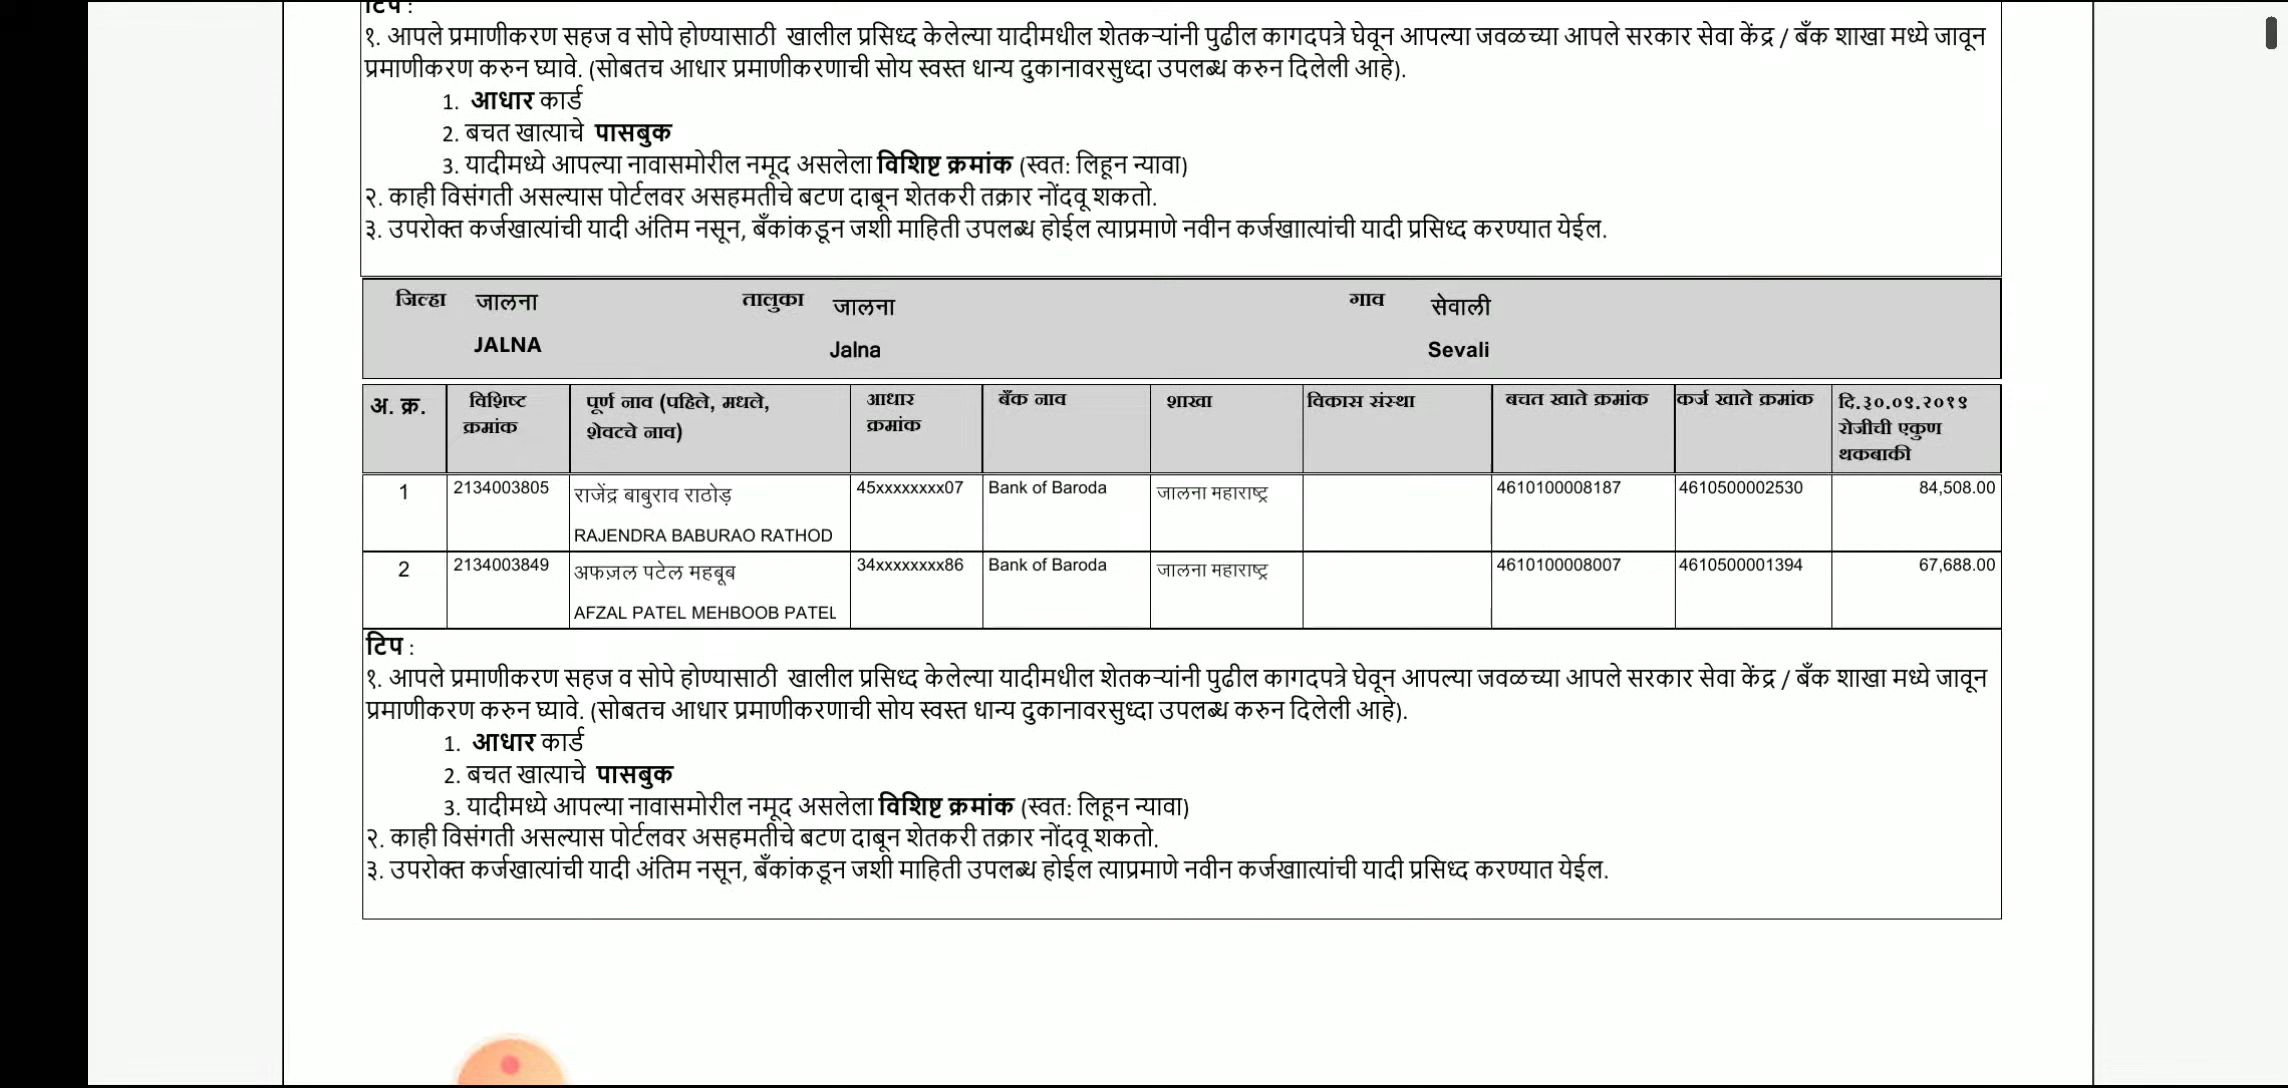 टिप :
१. आपले प्रमाणीकरण सहज व सोपे होण्यासाठी खालील प्रसिध्द केलेल्या यादीमधील शेतकऱ्यांनी पुढील कागदपत्रे घेवून आपल्या जवळच्या आपले सरकार सेवा केंद्र / बँक शाखा मध्ये जावून
प्रमाणीकरण करुन घ्यावे. (सोबतच आधार प्रमाणीकरणाची सोय स्वस्त धान्य दुकानावरसुध्दा उपलब्ध करुन दिलेली आहे).
1. आधार कार्ड
2. बचत खात्याचे पासबुक
3. यादीमध्ये आपल्या नावासमोरील नमूद असलेला विशिष्ट क्रमांक (स्वत: लिहून न्यावा)
२. काही विसंगती असल्यास पोर्टलवर असहमतीचे बटण दाबून शेतकरी तक्रार नोंदवू शकतो.
३. उपरोक्त कर्जखात्यांची यादी अंतिम नसून, बँकांकडून जशी माहिती उपलब्ध होईल त्याप्रमाणे नवीन कर्जखाात्यांची यादी प्रसिध्द करण्यात येईल.
जिल्हा जालना तालुका जालना गाव सेवाली
JALNA Jalna Sevali
अ. क्र. विशिष्ट पूर्ण नाव (पहिले, मधले, आधार बँक नाव शाखा विकास संस्था बचत खाते क्रमांक कर्ज खाते क्रमांक दि.३०.०९.२०१९
क्रमांक शेवटचे नाव) क्रमांक रोजीची एकुण
थकबाकी
1 2134003805 राजेंद्र बाबुराव राठोड़ 45xxxxxxxx07 Bank of Baroda जालना महाराष्ट्र 4610100008187 4610500002530 84,508.00
RAJENDRA BABURAO RATHOD
2 2134003849 अफज़ल पटेल महबूब 34xxxxxxxx86 Bank of Baroda जालना महाराष्ट्र 4610100008007 4610500001394 67,688.00
AFZAL PATEL MEHBOOB PATEL
टिप :
१. आपले प्रमाणीकरण सहज व सोपे होण्यासाठी खालील प्रसिध्द केलेल्या यादीमधील शेतकऱ्यांनी पुढील कागदपत्रे घेवून आपल्या जवळच्या आपले सरकार सेवा केंद्र / बँक शाखा मध्ये जावून
प्रमाणीकरण करुन घ्यावे. (सोबतच आधार प्रमाणीकरणाची सोय स्वस्त धान्य दुकानावरसुध्दा उपलब्ध करुन दिलेली आहे).
1. आधार कार्ड
2. बचत खात्याचे पासबुक
3. यादीमध्ये आपल्या नावासमोरील नमूद असलेला विशिष्ट क्रमांक (स्वत: लिहून न्यावा)
२. काही विसंगती असल्यास पोर्टलवर असहमतीचे बटण दाबून शेतकरी तक्रार नोंदवू शकतो.
३. उपरोक्त कर्जखात्यांची यादी अंतिम नसून, बँकांकडून जशी माहिती उपलब्ध होईल त्याप्रमाणे नवीन कर्जखाात्यांची यादी प्रसिध्द करण्यात येईल.